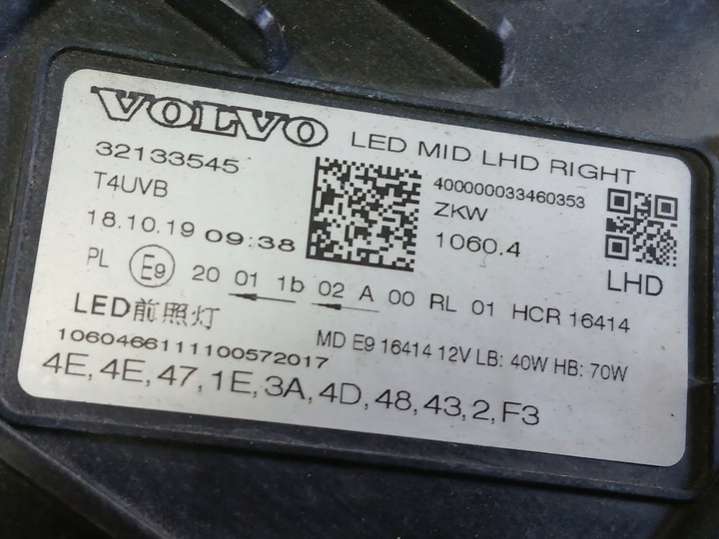 VOLVO LED MID LHD RIGHT
32133545
T4UVB
18.10.19 09:38
400000033460353
ZKW
1060.4
LHD
PL E9 20 01 1b 02 A 00 RL 01 HCR 16414
LED前照灯
MD E9 16414 12V LB: 40W HB: 70W
1060466111100572017
4E, 4E, 47, 1E, 3A, 4D, 48, 43, 2, F3